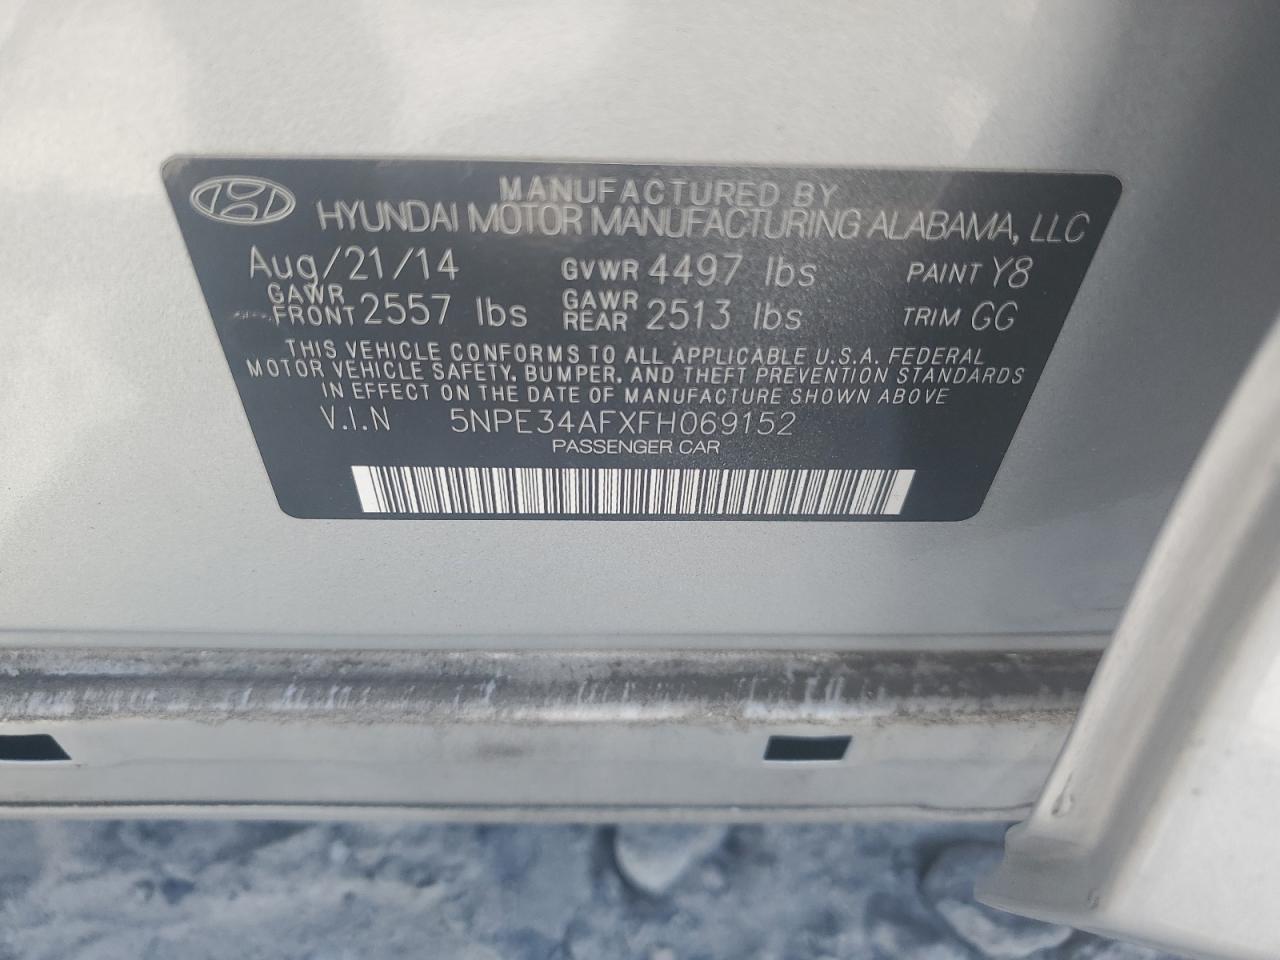 MANUFACTURED BY
HYUNDAI MOTOR MANUFACTURING ALABAMA, LLC
Aug/21/14 GVWR 4497 lbs PAINT Y8
GAWR FRONT 2557 lbs GAWR REAR 2513 lbs TRIM GG
THIS VEHICLE CONFORMS TO ALL APPLICABLE U.S.A. FEDERAL
MOTOR VEHICLE SAFETY, BUMPER, AND THEFT PREVENTION STANDARDS
IN EFFECT ON THE DATE OF MANUFACTURE SHOWN ABOVE
V.I.N 5NPE34AFXFH069152
PASSENGER CAR